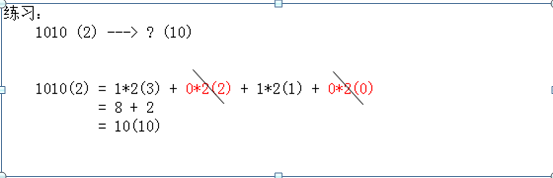 练习:
1010 (2) ---> ? (10)
1010(2) = 1*2(3) + 0*2(2) + 1*2(1) + 0*2(0)
= 8 + 2
= 10(10)